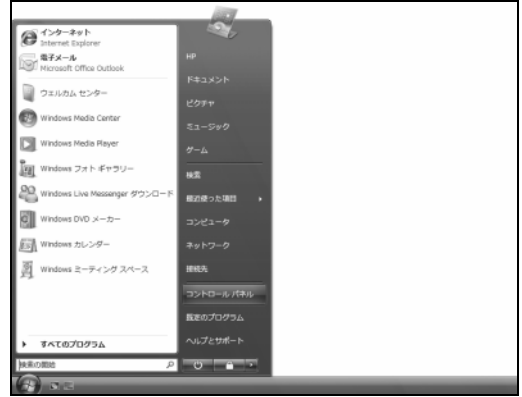 インターネット
Internet Explorer
電子メール
Microsoft Office Outlook
ウェルカム センター
Windows Media Center
Windows Media Player
Windows フォト ギャラリー
Windows Live Messenger ダウンロード
Windows DVD メーカー
Windows カレンダー
Windows ミーティング スペース
すべてのプログラム
検索の開始
HP
ドキュメント
ピクチャ
ミュージック
ゲーム
検索
最近使った項目
コンピュータ
ネットワーク
接続先
コントロール パネル
既定のプログラム
ヘルプとサポート